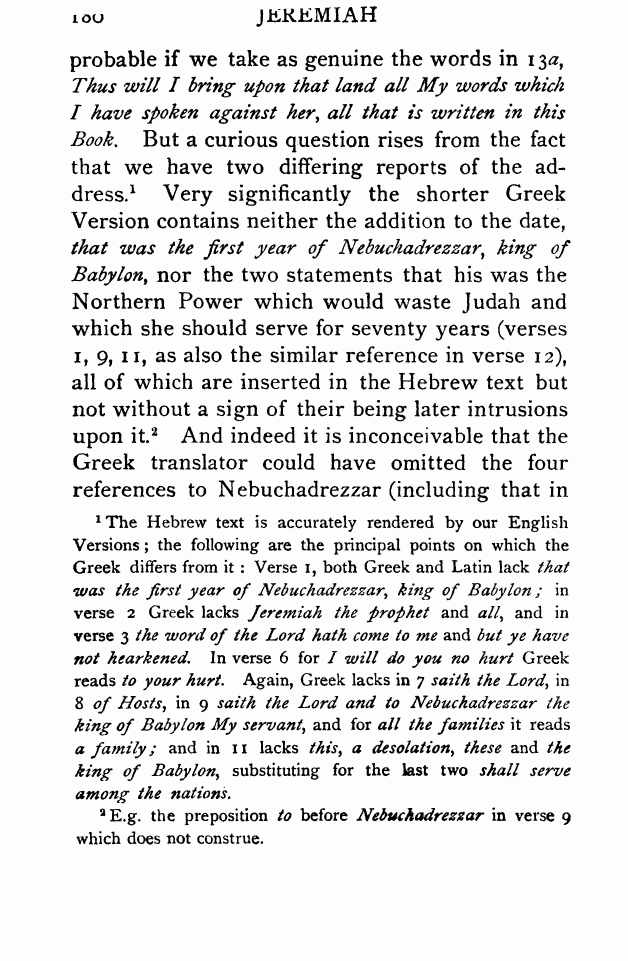 180 JEREMIAH
probable if we take as genuine the words in 13a,
Thus will I bring upon that land all My words which
I have spoken against her, all that is written in this
Book. But a curious question rises from the fact
that we have two differing reports of the ad-
dress.¹ Very significantly the shorter Greek
Version contains neither the addition to the date,
that was the first year of Nebuchadrezzar, king of
Babylon, nor the two statements that his was the
Northern Power which would waste Judah and
which she should serve for seventy years (verses
1, 9, 11, as also the similar reference in verse 12),
all of which are inserted in the Hebrew text but
not without a sign of their being later intrusions
upon it.² And indeed it is inconceivable that the
Greek translator could have omitted the four
references to Nebuchadrezzar (including that in
¹ The Hebrew text is accurately rendered by our English
Versions; the following are the principal points on which the
Greek differs from it : Verse 1, both Greek and Latin lack that
was the first year of Nebuchadrezzar, king of Babylon; in
verse 2 Greek lacks Jeremiah the prophet and all, and in
verse 3 the word of the Lord hath come to me and but ye have
not hearkened. In verse 6 for I will do you no hurt Greek
reads to your hurt. Again, Greek lacks in 7 saith the Lord, in
8 of Hosts, in 9 saith the Lord and to Nebuchadrezzar the
king of Babylon My servant, and for all the families it reads
a family; and in 11 lacks this, a desolation, these and the
king of Babylon, substituting for the last two shall serve
among the nations.
² E.g. the preposition to before Nebuchadrezzar in verse 9
which does not construe.